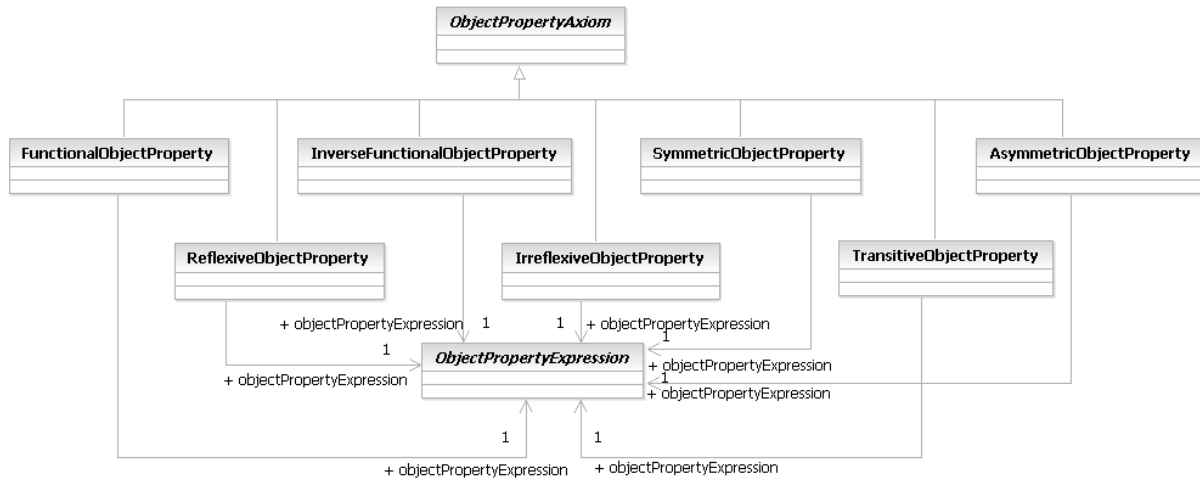 ObjectPropertyAxiom
FunctionalObjectProperty
InverseFunctionalObjectProperty
SymmetricObjectProperty
AsymmetricObjectProperty
ReflexiveObjectProperty
IrreflexiveObjectProperty
TransitiveObjectProperty
+ objectPropertyExpression
1
1
+ objectPropertyExpression
1
1
ObjectPropertyExpression
+ objectPropertyExpression
+ objectPropertyExpression
1
+ objectPropertyExpression
1
1
+ objectPropertyExpression
+ objectPropertyExpression